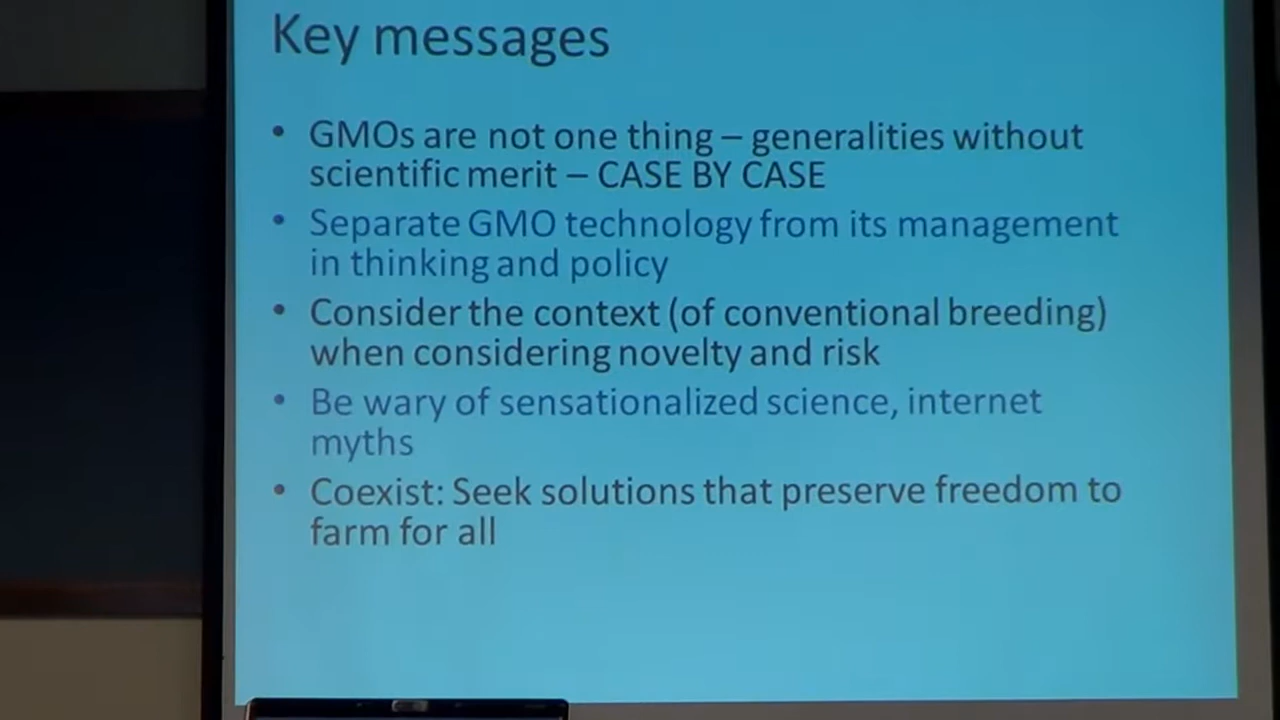 Key messages
• GMOs are not one thing – generalities without
scientific merit – CASE BY CASE
• Separate GMO technology from its management
in thinking and policy
• Consider the context (of conventional breeding)
when considering novelty and risk
• Be wary of sensationalized science, internet
myths
• Coexist: Seek solutions that preserve freedom to
farm for all